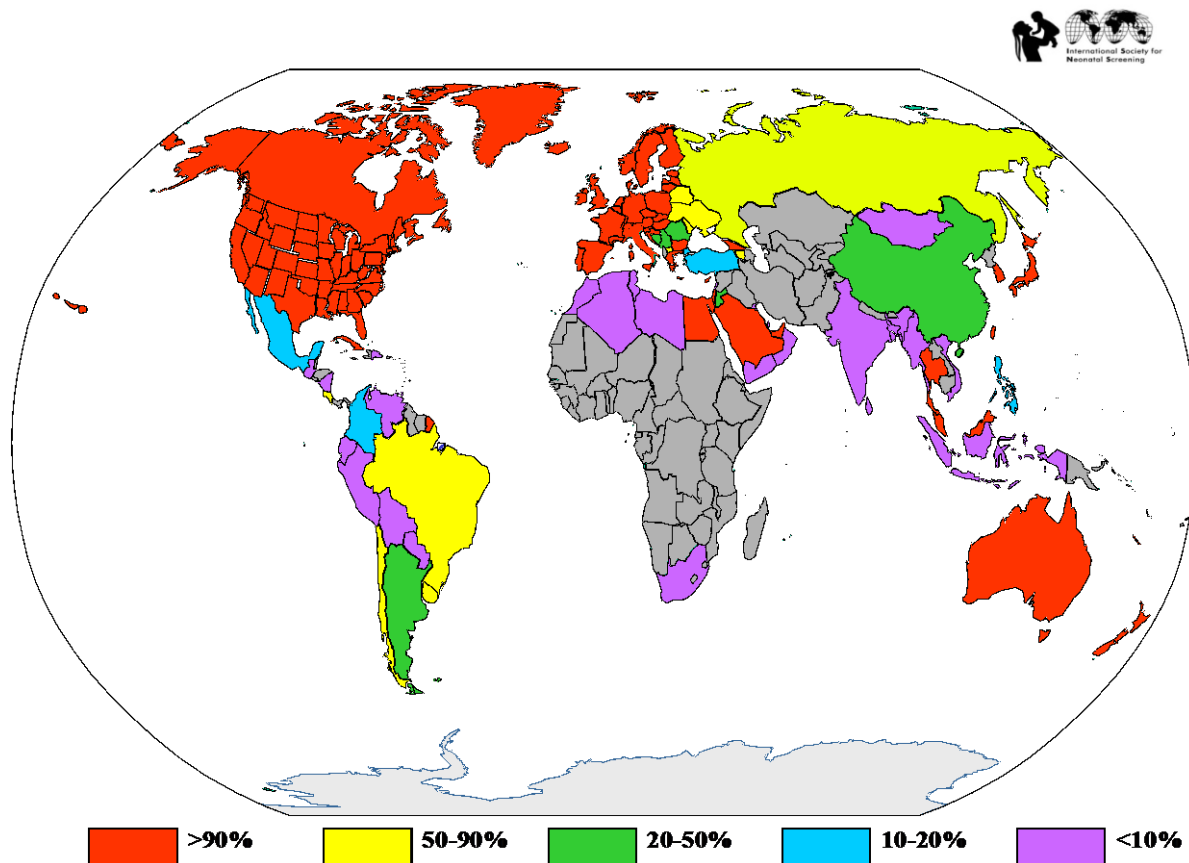 International Society for
Neonatal Screening
>90%
50-90%
20-50%
10-20%
<10%